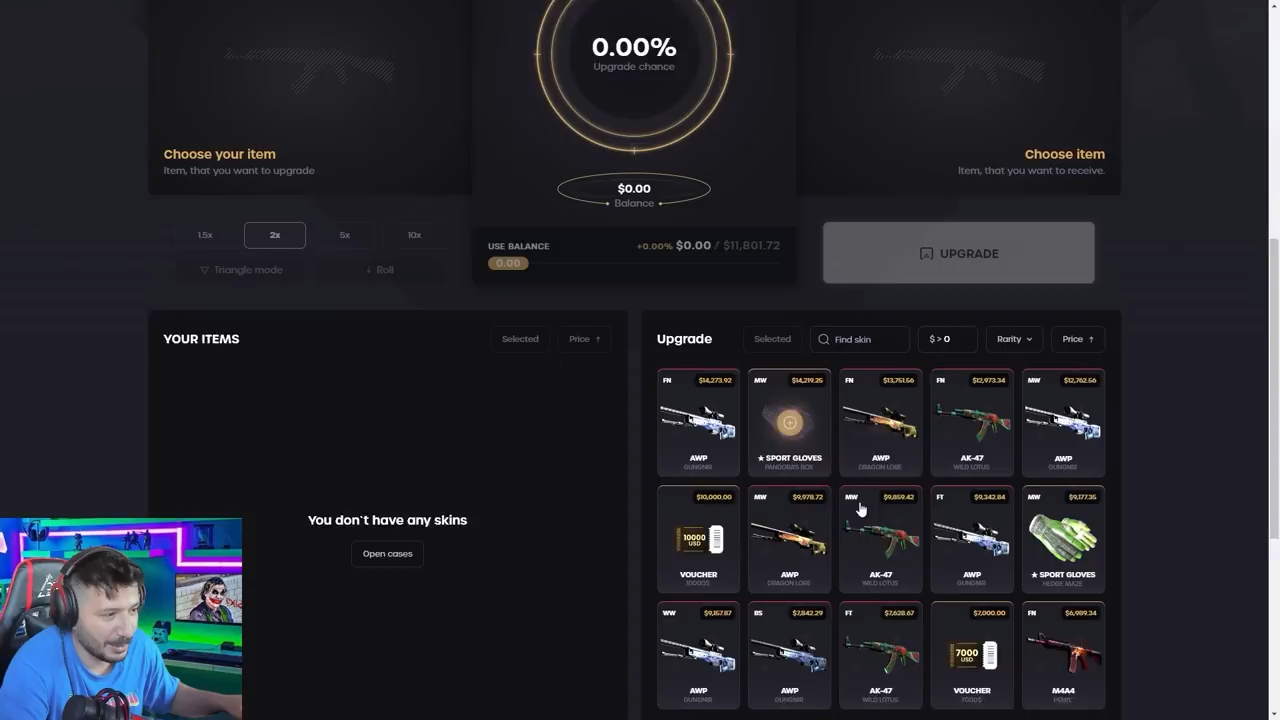 0.00%
Upgrade chance
Choose your item
Item, that you want to upgrade
Choose item
Item, that you want to receive.
$0.00
Balance
1.5x 2x 5x 10x
Triangle mode Roll
USE BALANCE +0.00% $0.00 / $11,801.72
0.00
UPGRADE
YOUR ITEMS Selected Price
You don`t have any skins
Open cases
Upgrade Selected Find skin $ > 0 Rarity Price
FN $14,273.92 MW $14,219.25 FN $13,751.56 FN $12,973.34 MW $12,762.56
AWP ★ SPORT GLOVES AWP AK-47 AWP
GUNGNIR PANDORA'S BOX DRAGON LORE WILD LOTUS GUNGNIR
$10,000.00 MW $9,978.72 MW $9,859.42 FT $9,342.84 MW $9,177.35
10000
USD
VOUCHER AWP AK-47 AWP ★ SPORT GLOVES
10000$ DRAGON LORE WILD LOTUS GUNGNIR HEDGE MAZE
WW $9,157.87 BS $7,842.29 FT $7,628.67 $7,000.00 FN $6,989.34
7000
USD
AWP AWP AK-47 VOUCHER M4A4
GUNGNIR GUNGNIR WILD LOTUS 7000$ HOWL